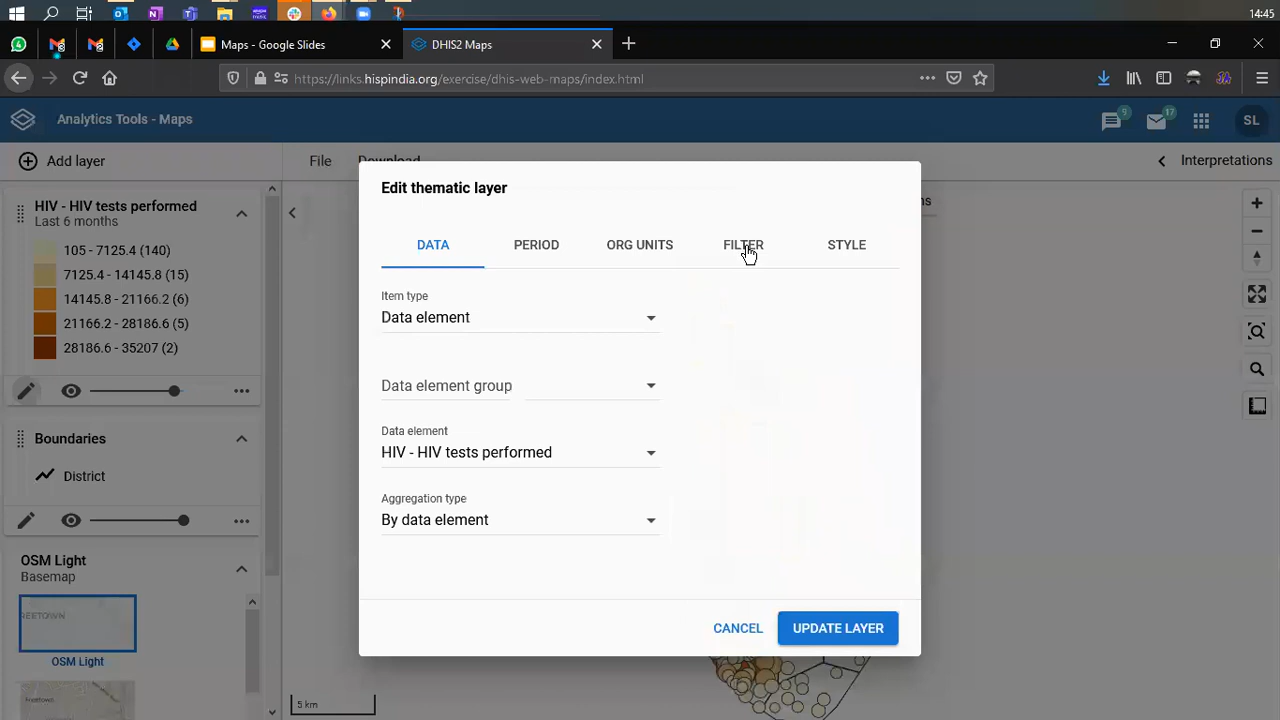 14:45
Maps - Google Slides
DHIS2 Maps
https://links.hispindia.org/exercise/dhis-web-maps/index.html
Analytics Tools - Maps
9
17
SL
Add layer
File
Download
Interpretations
HIV - HIV tests performed
Last 6 months
105 - 7125.4 (140)
7125.4 - 14145.8 (15)
14145.8 - 21166.2 (6)
21166.2 - 28186.6 (5)
28186.6 - 35207 (2)
Boundaries
District
OSM Light
Basemap
OSM Light
Edit thematic layer
DATA
PERIOD
ORG UNITS
FILTER
STYLE
Item type
Data element
Data element group
Data element
HIV - HIV tests performed
Aggregation type
By data element
CANCEL
UPDATE LAYER
5 km